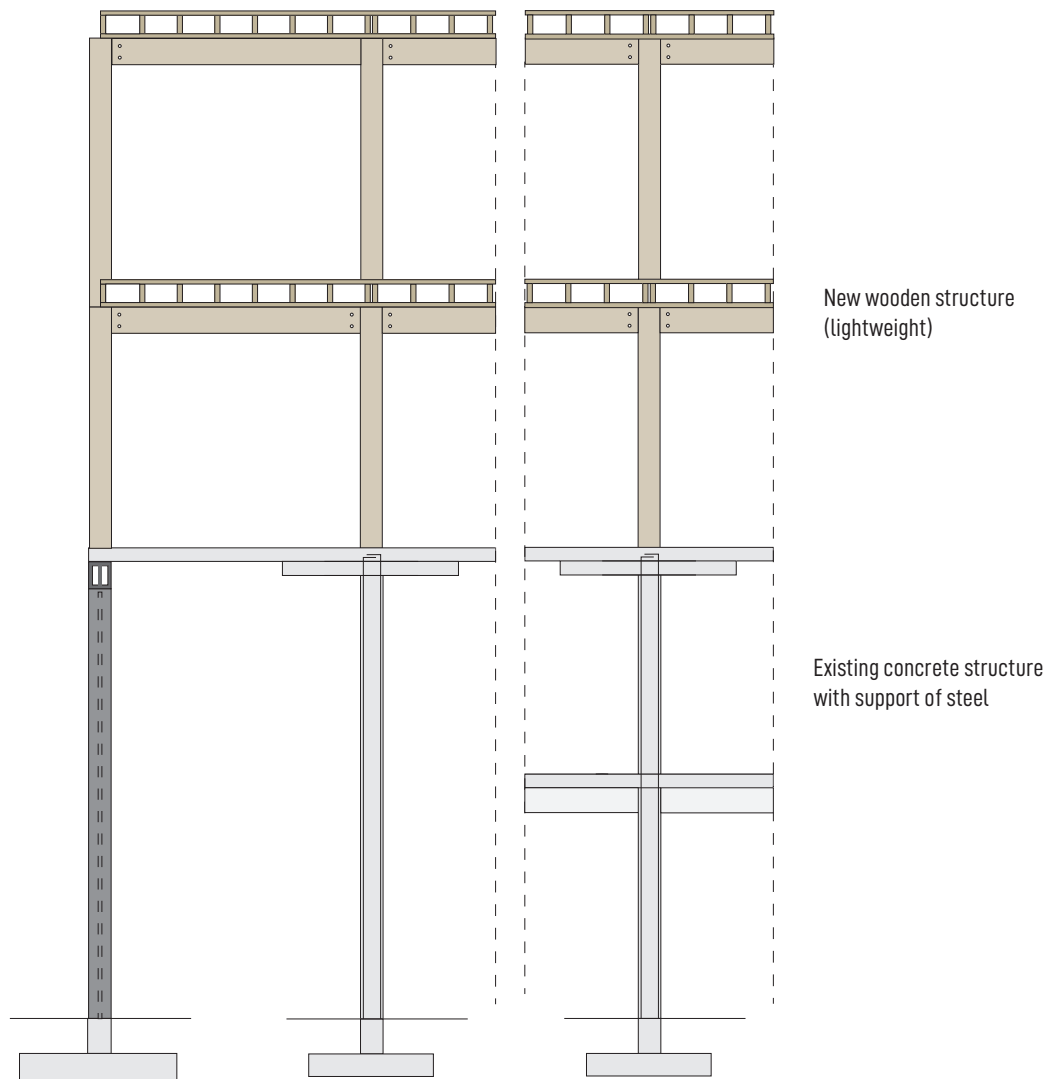 New wooden structure
(lightweight)
Existing concrete structure
with support of steel